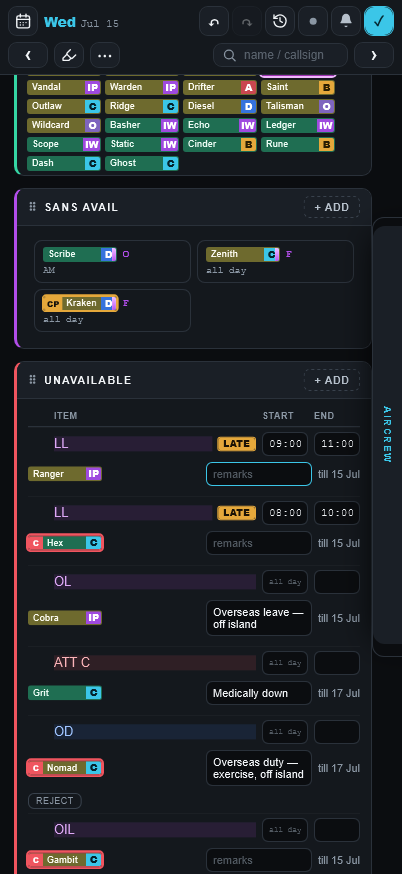 Wed Jul 15
name / callsign
Vandal IP Warden IP Drifter A Saint B
Outlaw C Ridge C Diesel D Talisman O
Wildcard O Basher IW Echo IW Ledger IW
Scope IW Static IW Cinder B Rune B
Dash C Ghost C
SANS AVAIL + ADD
Scribe D O Zenith C F
AM all day
CP Kraken D F
all day
UNAVAILABLE + ADD
ITEM START END
LL LATE 09:00 11:00
Ranger IP remarks till 15 Jul
LL LATE 08:00 10:00
C Hex C remarks till 15 Jul
OL all day
Cobra IP Overseas leave — off island till 15 Jul
ATT C all day
Grit C Medically down till 17 Jul
OD all day
C Nomad C Overseas duty — exercise, off island till 17 Jul
REJECT
OIL all day
C Gambit C remarks till 15 Jul
AIRCREW